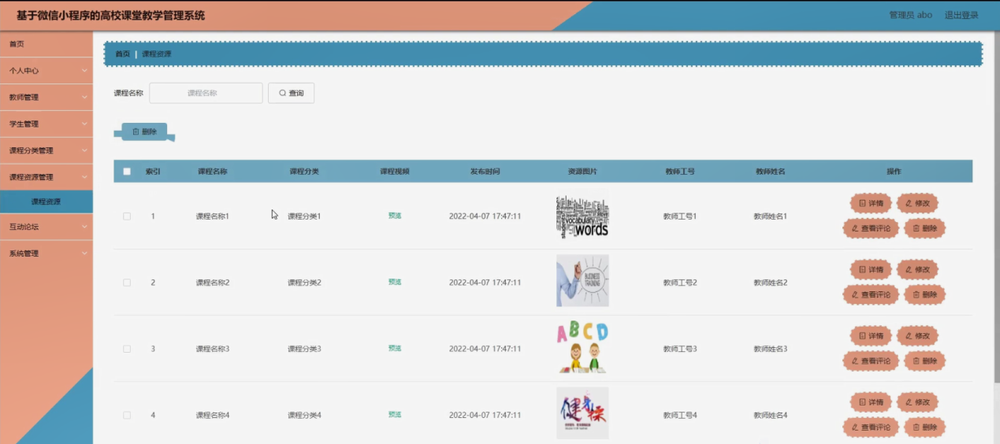 基于微信小程序的高校课堂教学管理系统
管理员 abo 退出登录
首页
个人中心
教师管理
学生管理
课程分类管理
课程资源管理
课程资源
互动论坛
系统管理
首页 | 课程资源
课程名称 课程名称 查询
删除
索引 课程名称 课程分类 课程视频 发布时间 资源图片 教师工号 教师姓名 操作
1 课程名称1 课程分类1 预览 2022-04-07 17:47:11 vocabulary words 教师工号1 教师姓名1 详情 修改
查看评论 删除
2 课程名称2 课程分类2 预览 2022-04-07 17:47:11 BUSINESS TRAINING 教师工号2 教师姓名2 详情 修改
查看评论 删除
3 课程名称3 课程分类3 预览 2022-04-07 17:47:11 ABCD 教师工号3 教师姓名3 详情 修改
查看评论 删除
4 课程名称4 课程分类4 预览 2022-04-07 17:47:11 健身操 教师工号4 教师姓名4 详情 修改
查看评论 删除